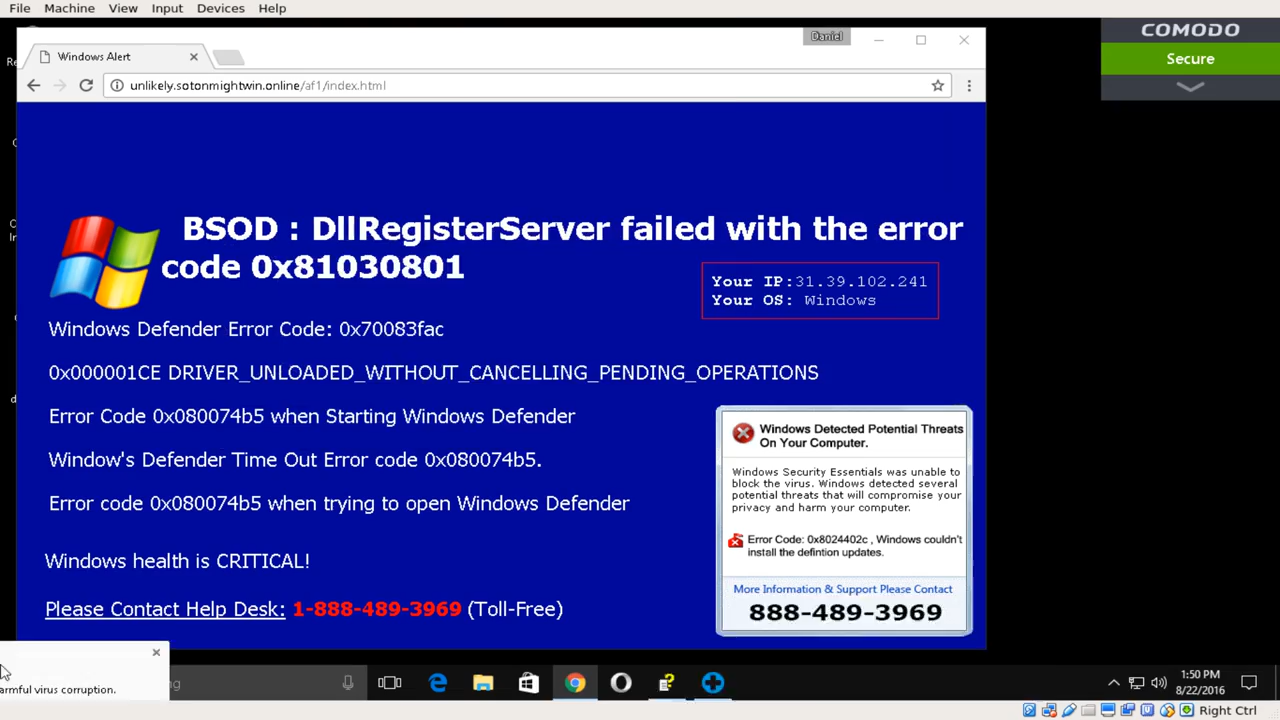 File Machine View Input Devices Help
COMODO
Secure
Daniel
Windows Alert
unlikely.sotonmightwin.online/af1/index.html
BSOD : DllRegisterServer failed with the error
code 0x81030801
Your IP:31.39.102.241
Your OS: Windows
Windows Defender Error Code: 0x70083fac
0x000001CE DRIVER_UNLOADED_WITHOUT_CANCELLING_PENDING_OPERATIONS
Error Code 0x080074b5 when Starting Windows Defender
Window's Defender Time Out Error code 0x080074b5.
Error code 0x080074b5 when trying to open Windows Defender
Windows health is CRITICAL!
Please Contact Help Desk: 1-888-489-3969 (Toll-Free)
Windows Detected Potential Threats
On Your Computer.
Windows Security Essentials was unable to
block the virus. Windows detected several
potential threats that will compromise your
privacy and harm your computer.
Error Code: 0x8024402c , Windows couldn't
install the defintion updates.
More Information & Support Please Contact
888-489-3969
armful virus corruption.
ng
1:50 PM
8/22/2016
Right Ctrl